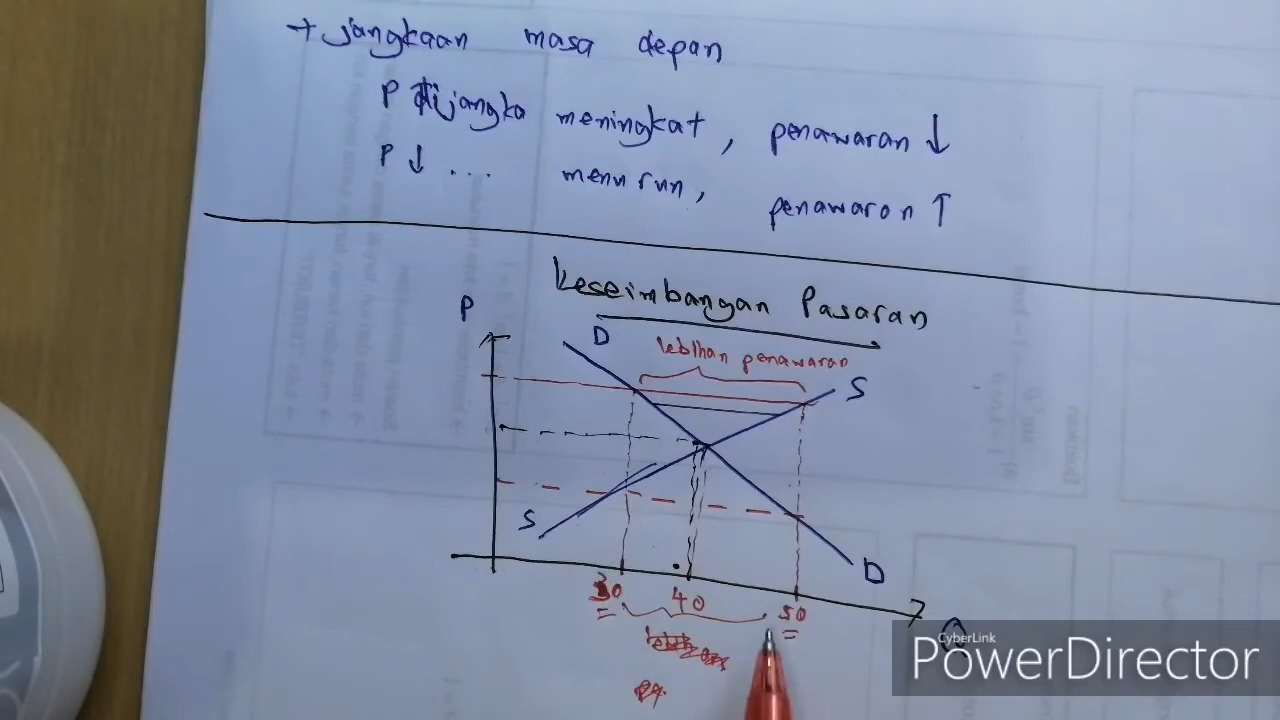 → jangkaan masa depan
P dijangka meningkat, penawaran ↓
P ↓ ... menurun, penawaran ↑
Keseimbangan Pasaran
P
D
lebihan penawaran
S
S
D
30 40 50
Q
CyberLink
PowerDirector